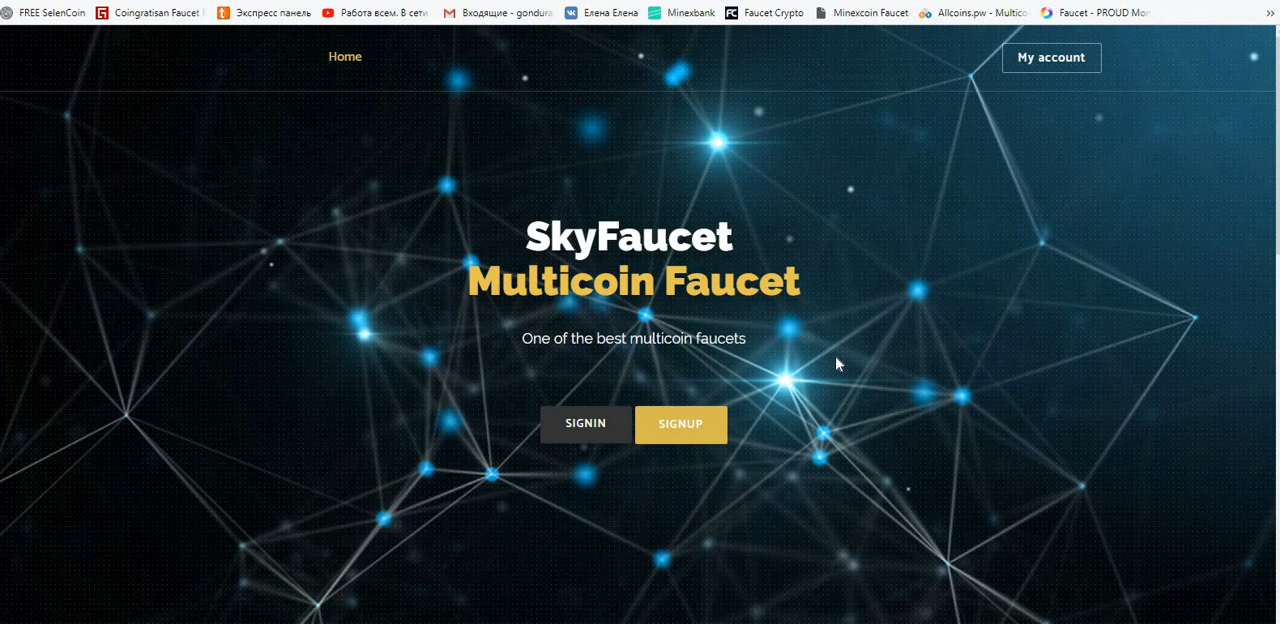 FREE SelenCoin Coingratisan Faucet Экспресс панель Работа всем. В сети Входящие - gondura Елена Елена Minexbank Faucet Crypto Minexcoin Faucet Allcoins.pw - Multico Faucet - PROUD Mon
Home
My account
SkyFaucet
Multicoin Faucet
One of the best multicoin faucets
SIGNIN SIGNUP